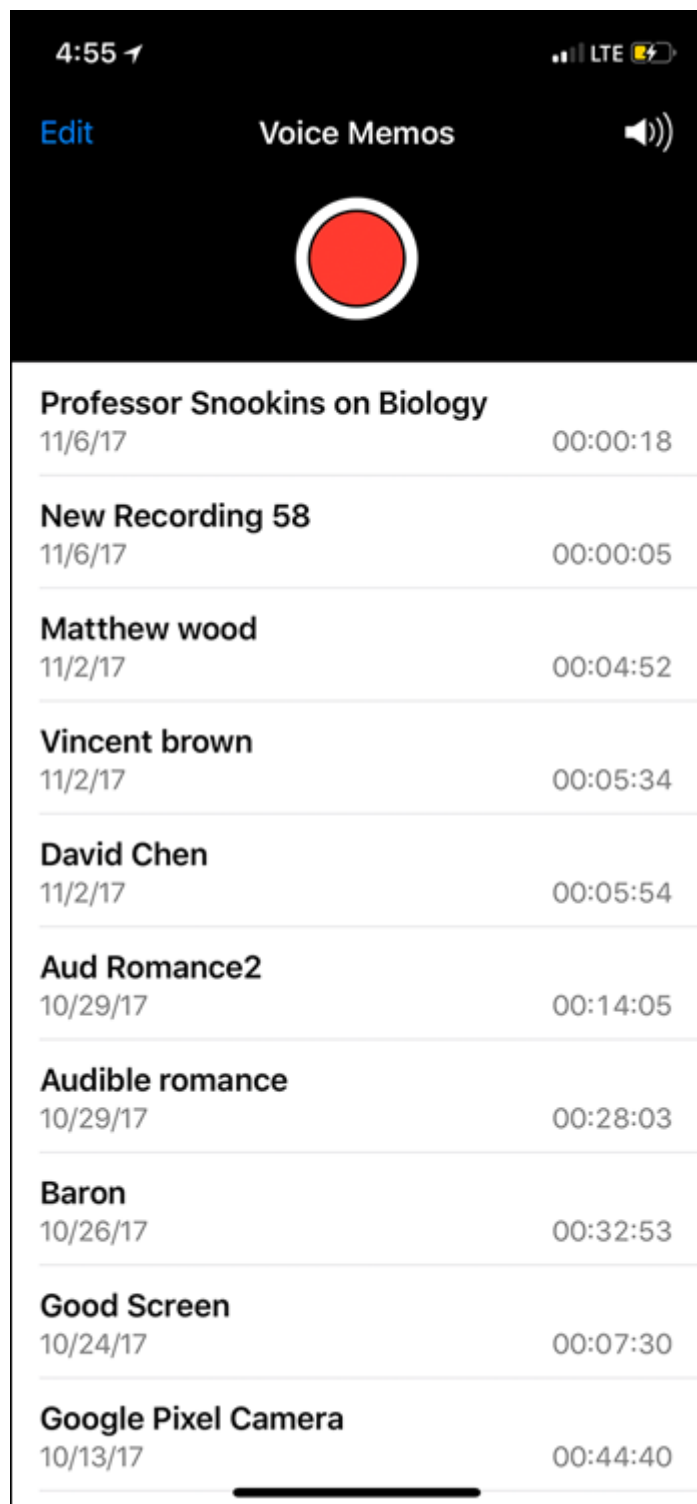 4:55 LTE
Edit Voice Memos
Professor Snookins on Biology
11/6/17 00:00:18
New Recording 58
11/6/17 00:00:05
Matthew wood
11/2/17 00:04:52
Vincent brown
11/2/17 00:05:34
David Chen
11/2/17 00:05:54
Aud Romance2
10/29/17 00:14:05
Audible romance
10/29/17 00:28:03
Baron
10/26/17 00:32:53
Good Screen
10/24/17 00:07:30
Google Pixel Camera
10/13/17 00:44:40